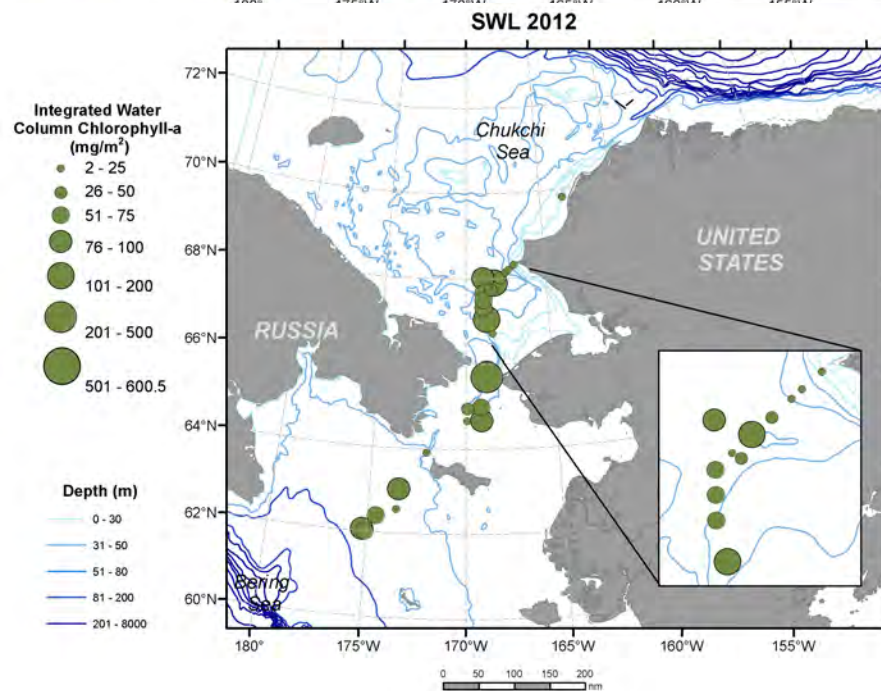 SWL 2012
Integrated Water
Column Chlorophyll-a
(mg/m²)
2 - 25
26 - 50
51 - 75
76 - 100
101 - 200
201 - 500
501 - 600.5
Depth (m)
0 - 30
31 - 50
51 - 80
81 - 200
201 - 8000
72°N
70°N
68°N
66°N
64°N
62°N
60°N
Chukchi
Sea
UNITED
STATES
RUSSIA
Bering
Sea
180°
175°W
170°W
165°W
160°W
155°W
0 50 100 150 200
nm